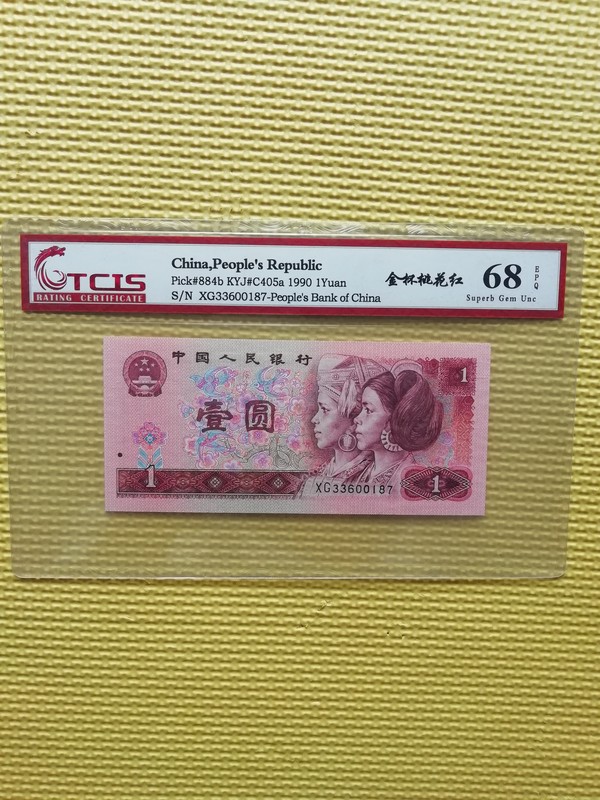 TCIS
RATING CERTIFICATE
China,People's Republic
Pick#884b KYJ#C405a 1990 1Yuan
S/N XG33600187-People's Bank of China
金杯桃花红
68
EPQ
Superb Gem Unc
中国人民银行
1
壹圆
1
XG33600187
1